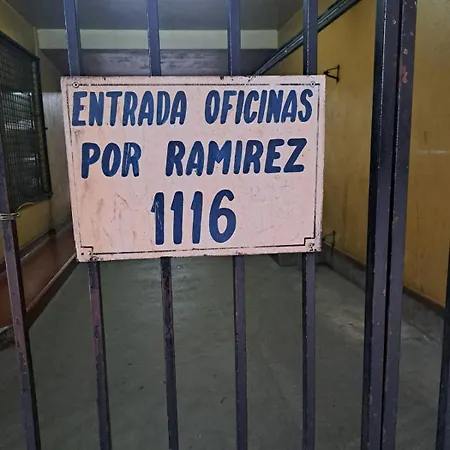 ENTRADA OFICINAS
POR RAMIREZ
1116